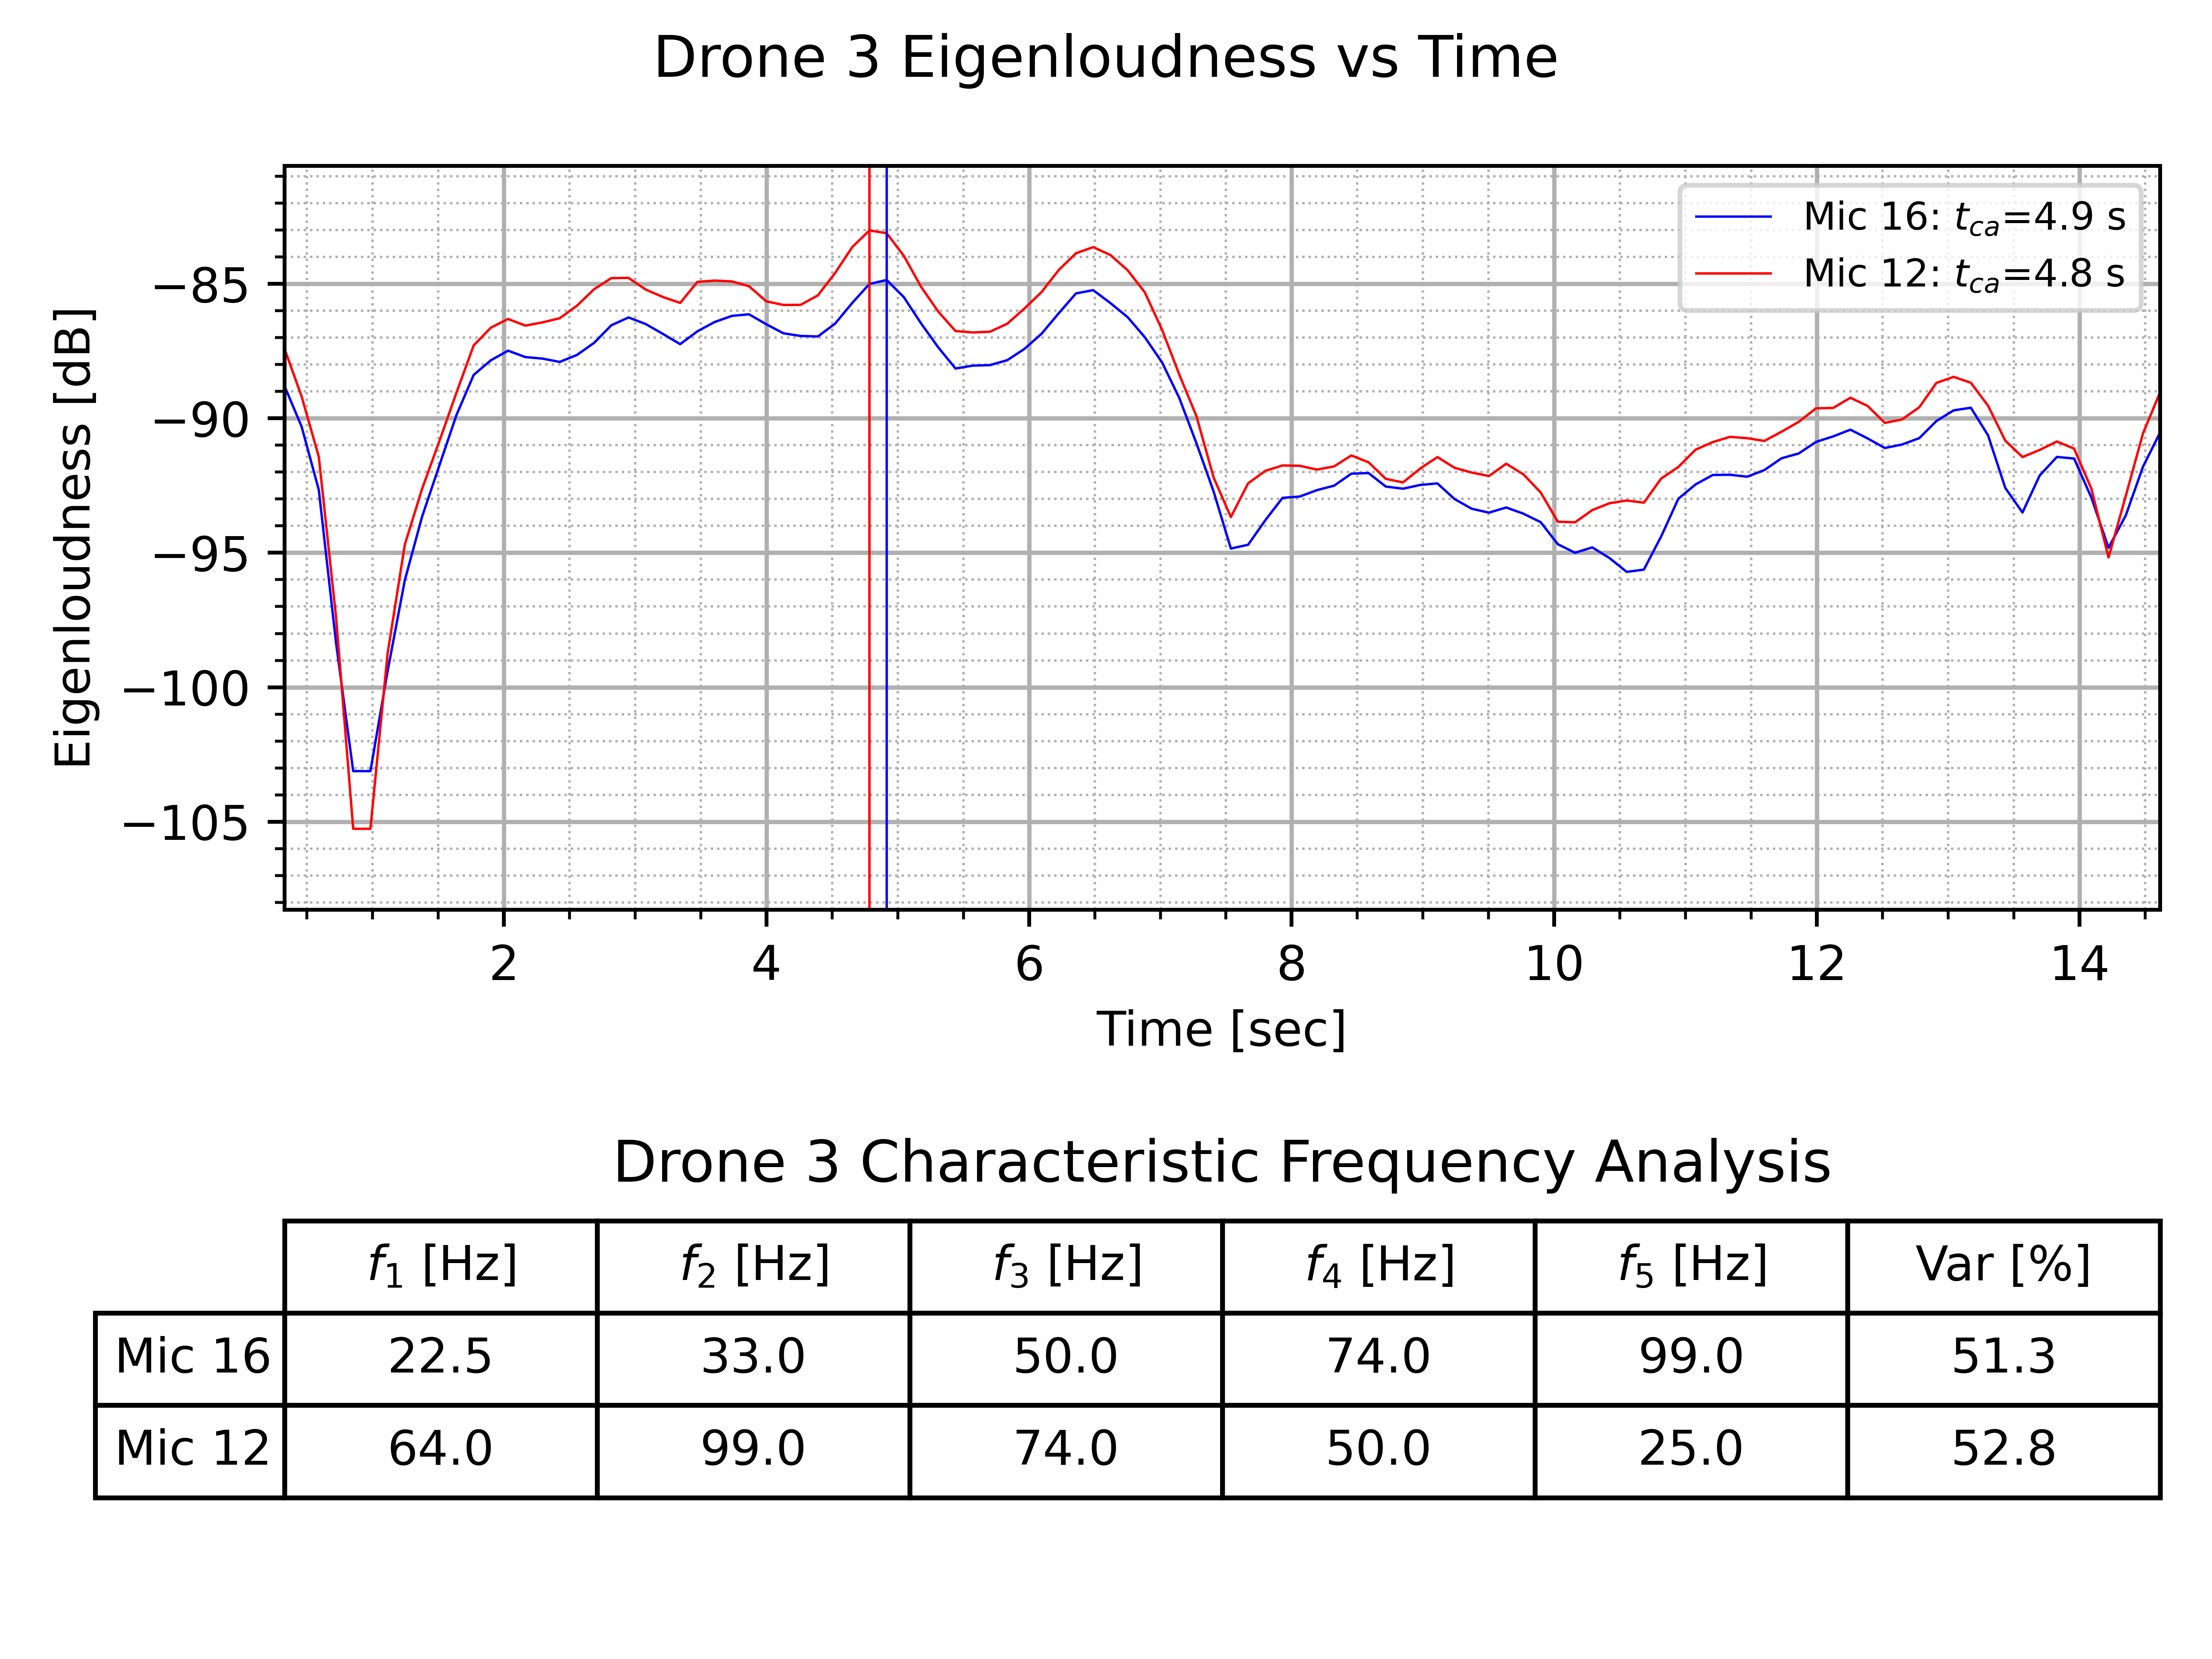 Drone 3 Eigenloudness vs Time
Mic 16: t_ca=4.9 s
Mic 12: t_ca=4.8 s
Eigenloudness [dB]
−85
−90
−95
−100
−105
2 4 6 8 10 12 14
Time [sec]
Drone 3 Characteristic Frequency Analysis
f₁ [Hz] f₂ [Hz] f₃ [Hz] f₄ [Hz] f₅ [Hz] Var [%]
Mic 16 22.5 33.0 50.0 74.0 99.0 51.3
Mic 12 64.0 99.0 74.0 50.0 25.0 52.8